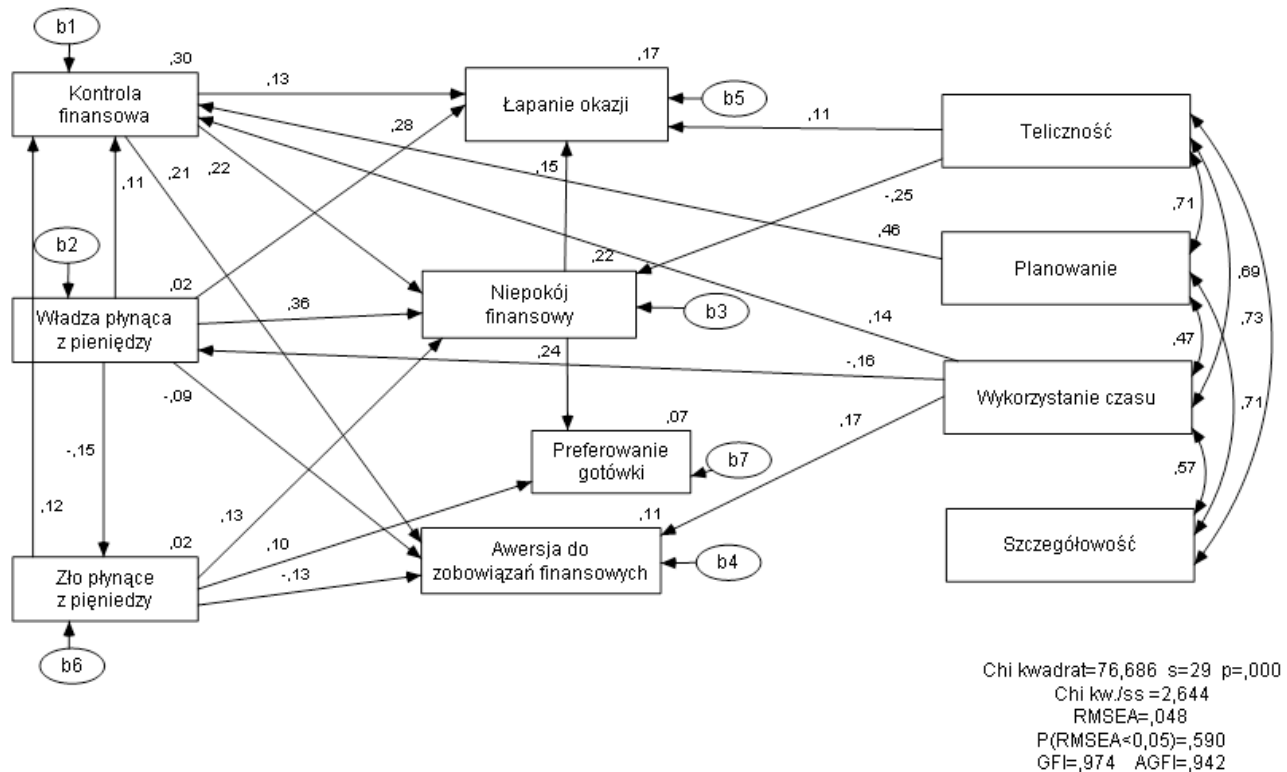 b1
,30
,17
Kontrola
finansowa
,13
Łapanie okazji
b5
,11
Teliczność
,28
,11
,21
,22
,15
-,25
,71
b2
,46
,22
Planowanie
,02
Niepokój
finansowy
,69
Władza płynąca
z pieniędzy
,36
b3
,14
,73
,47
,24
-,16
Wykorzystanie czasu
-,09
,71
,07
,17
-,15
Preferowanie
gotówki
b7
,57
,12
,13
,11
,02
,10
Awersja do
zobowiązań finansowych
b4
Szczegółowość
Zło płynące
z pięniedzy
-,13
b6
Chi kwadrat=76,686 s=29 p=,000
Chi kw./ss =2,644
RMSEA=,048
P(RMSEA<0,05)=,590
GFI=,974 AGFI=,942